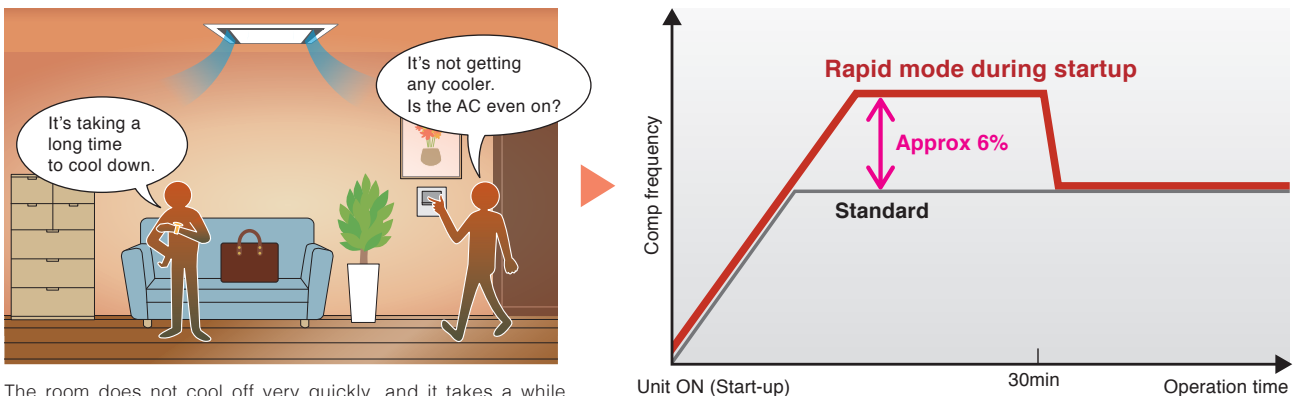 It's taking a
long time
to cool down.
It's not getting
any cooler.
Is the AC even on?
The room does not cool off very quickly, and it takes a while
Rapid mode during startup
Approx 6%
Standard
Comp frequency
Unit ON (Start-up)
30min
Operation time